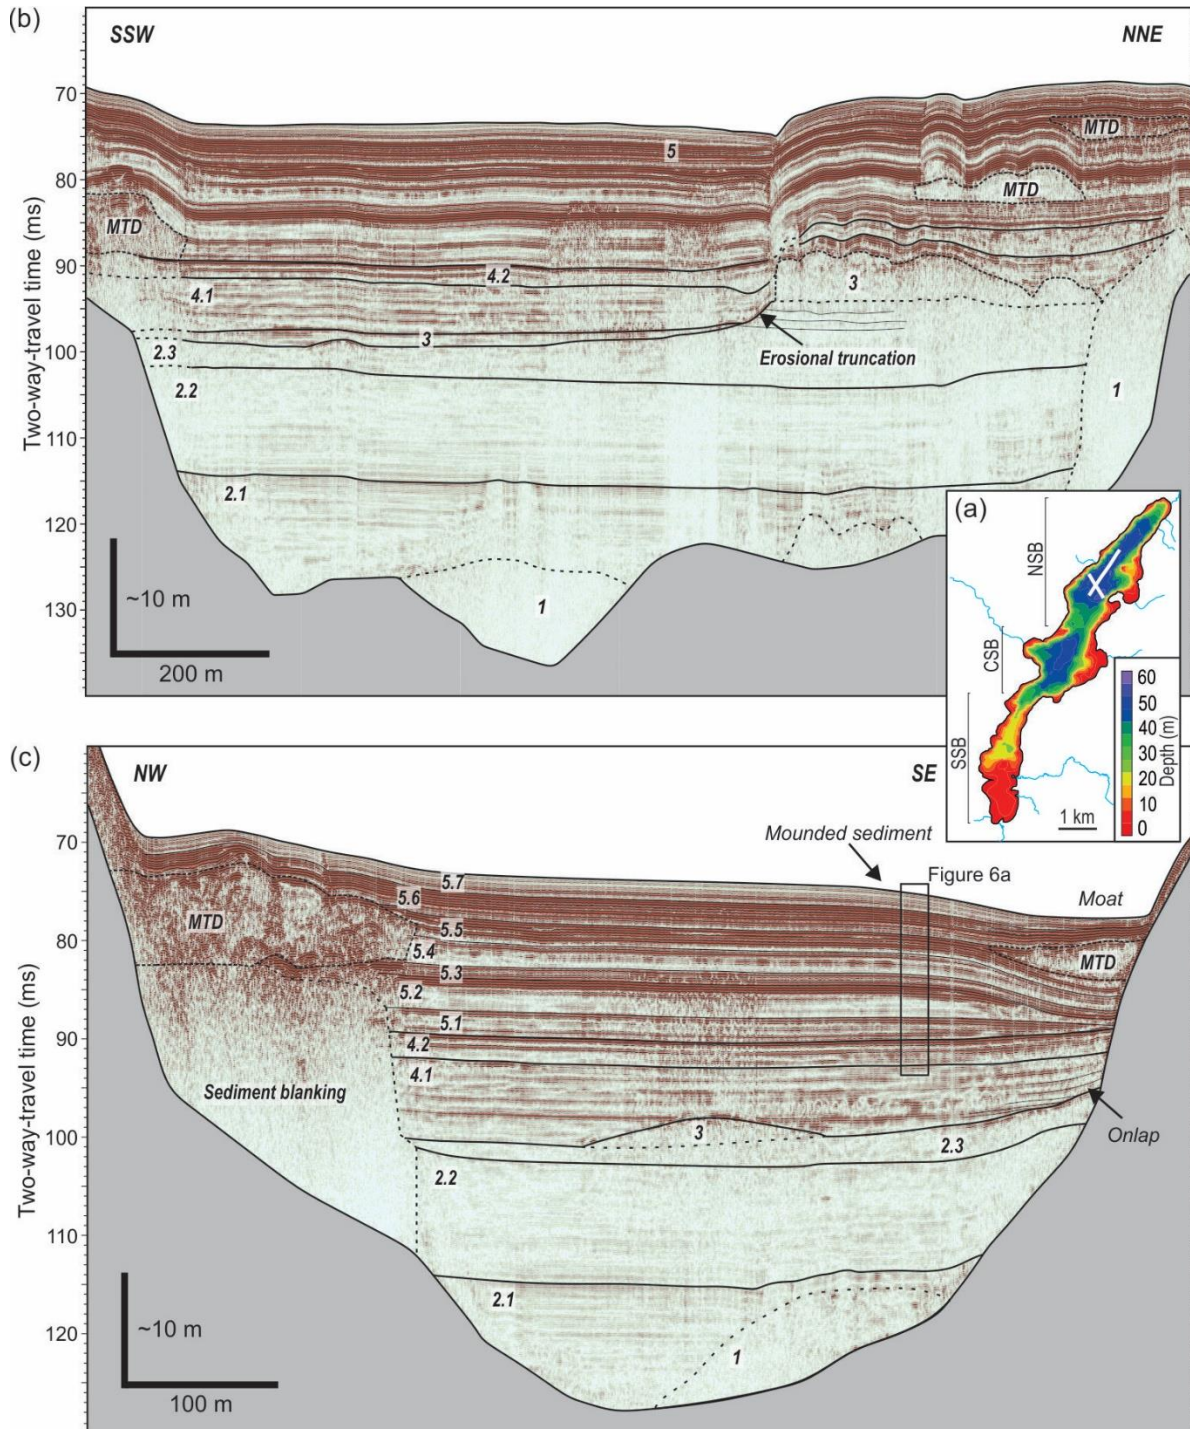 (b)
SSW
NNE
70
80
90
100
110
120
130
Two-way-travel time (ms)
5
MTD
MTD
MTD
4.2
4.1
3
3
Erosional truncation
2.3
2.2
1
2.1
1
~10 m
200 m
(a)
NSB
CSB
SSB
60
50
40
30
20
10
0
Depth (m)
1 km
(c)
NW
SE
70
80
90
100
110
120
Two-way-travel time (ms)
Mounded sediment
Figure 6a
Moat
5.7
5.6
MTD
5.5
5.4
MTD
5.3
5.2
5.1
4.2
4.1
Sediment blanking
3
2.3
Onlap
2.2
2.1
1
~10 m
100 m